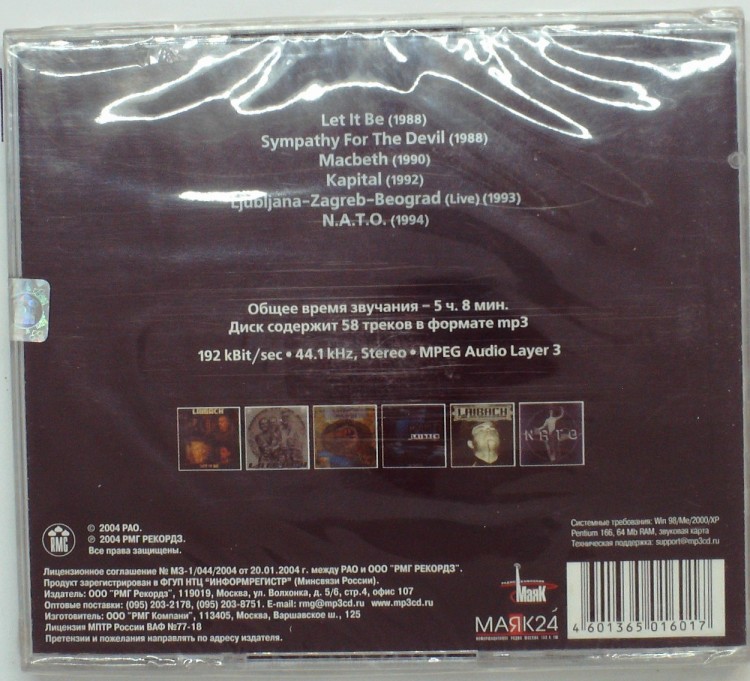 Let It Be (1988)
Sympathy For The Devil (1988)
Macbeth (1990)
Kapital (1992)
Ljubljana-Zagreb-Beograd (Live) (1993)
N.A.T.O. (1994)
Общее время звучания – 5 ч. 8 мин.
Диск содержит 58 треков в формате mp3
192 kBit/sec • 44.1 kHz, Stereo • MPEG Audio Layer 3
LAIBACH
LAIBACH
LAIBACH
NATO
RMG
© 2004 РАО.
℗ 2004 РМГ РЕКОРДЗ.
Все права защищены.
Системные требования: Win 98/Me/2000/XP
Pentium 166, 64 Mb RAM, звуковая карта
Техническая поддержка: support@mp3cd.ru
Лицензионное соглашение № МЗ-1/044/2004 от 20.01.2004 г. между РАО и ООО "РМГ РЕКОРДЗ".
Продукт зарегистрирован в ФГУП НТЦ "ИНФОРМРЕГИСТР" (Минсвязи России).
Издатель: ООО "РМГ Рекордз", 119019, Москва, ул. Волхонка, д. 5/6, стр.4, офис 107
Оптовые поставки: (095) 203-2178, (095) 203-8751. E-mail: rmg@mp3cd.ru www.mp3cd.ru
Изготовитель: ООО "РМГ Компани", 113405, Москва, Варшавское ш., 125
Лицензия МПТР России ВАФ №77-18
Претензии и пожелания направлять по адресу издателя.
МаяК
МАЯК24
4 601365 016017